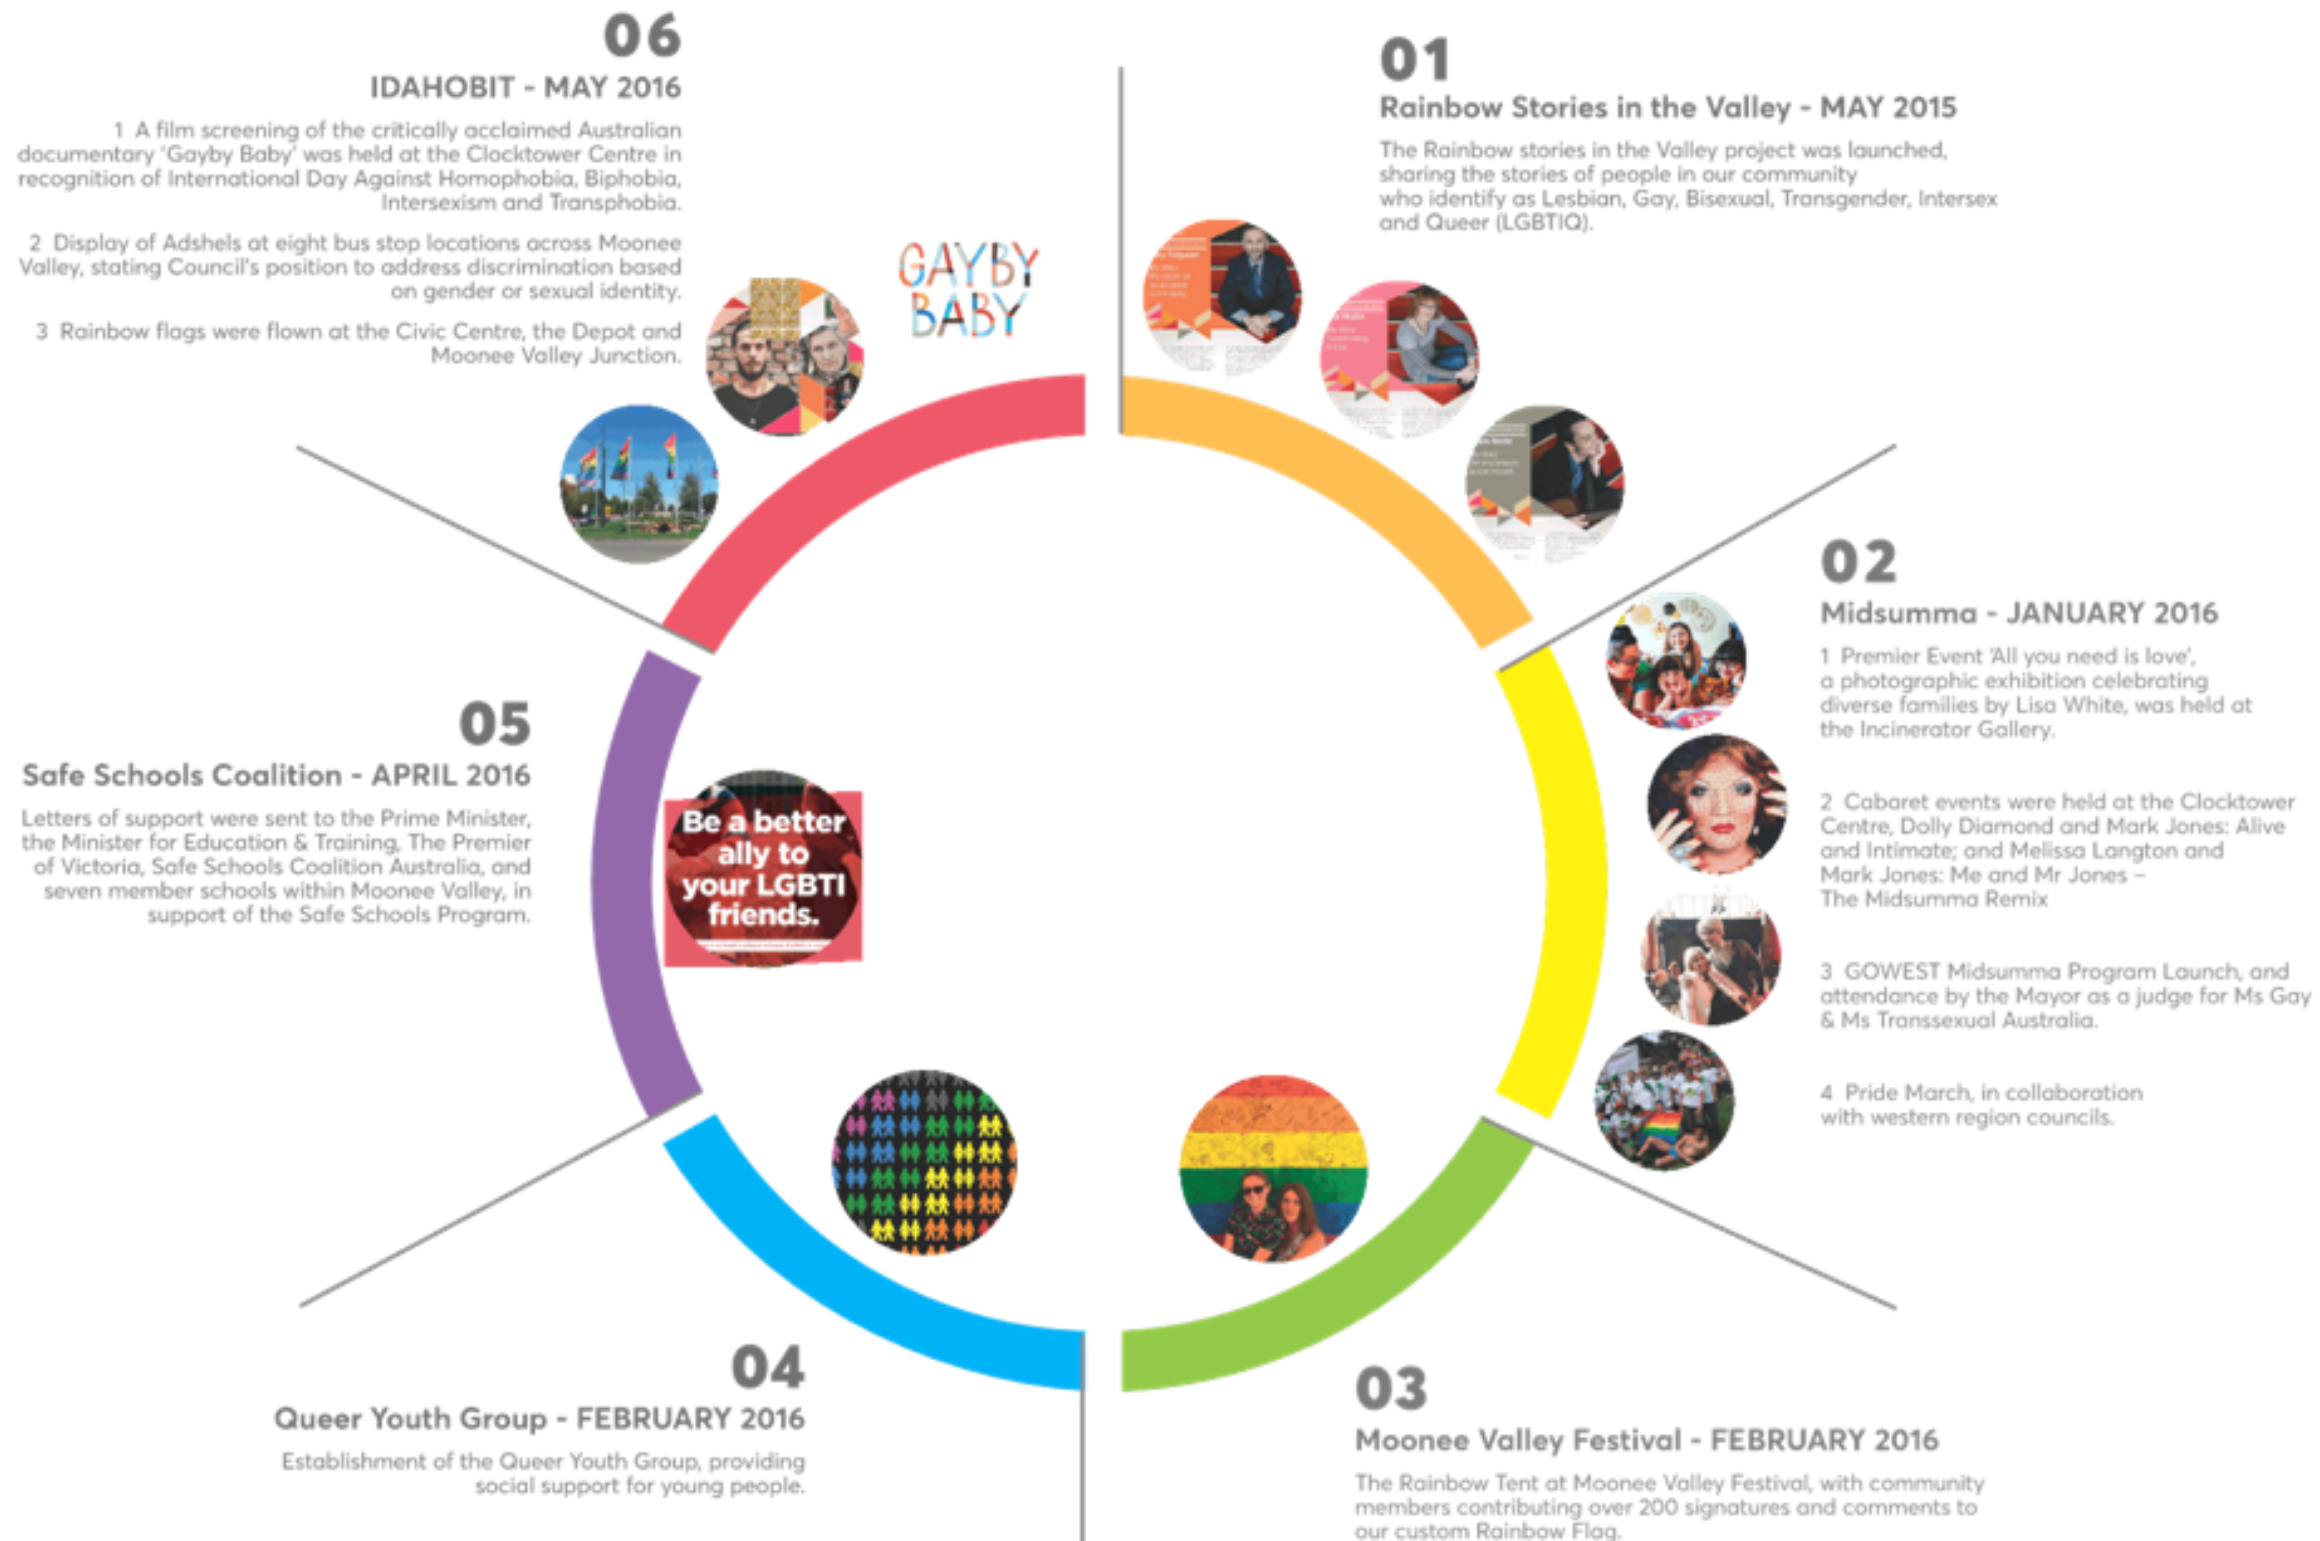 01
Rainbow Stories in the Valley - MAY 2015
The Rainbow stories in the Valley project was launched,
sharing the stories of people in our community
who identify as Lesbian, Gay, Bisexual, Transgender, Intersex
and Queer (LGBTIQ).
02
Midsumma - JANUARY 2016
1 Premier Event 'All you need is love',
a photographic exhibition celebrating
diverse families by Lisa White, was held at
the Incinerator Gallery.
2 Cabaret events were held at the Clocktower
Centre, Dolly Diamond and Mark Jones: Alive
and Intimate; and Melissa Langton and
Mark Jones: Me and Mr Jones –
The Midsumma Remix
3 GOWEST Midsumma Program Launch, and
attendance by the Mayor as a judge for Ms Gay
& Ms Transsexual Australia.
4 Pride March, in collaboration
with western region councils.
03
Moonee Valley Festival - FEBRUARY 2016
The Rainbow Tent at Moonee Valley Festival, with community
members contributing over 200 signatures and comments to
our custom Rainbow Flag.
04
Queer Youth Group - FEBRUARY 2016
Establishment of the Queer Youth Group, providing
social support for young people.
05
Safe Schools Coalition - APRIL 2016
Letters of support were sent to the Prime Minister,
the Minister for Education & Training, The Premier
of Victoria, Safe Schools Coalition Australia, and
seven member schools within Moonee Valley, in
support of the Safe Schools Program.
Be a better
ally to
your LGBTI
friends.
06
IDAHOBIT - MAY 2016
1 A film screening of the critically acclaimed Australian
documentary 'Gayby Baby' was held at the Clocktower Centre in
recognition of International Day Against Homophobia, Biphobia,
Intersexism and Transphobia.
2 Display of Adshels at eight bus stop locations across Moonee
Valley, stating Council's position to address discrimination based
on gender or sexual identity.
3 Rainbow flags were flown at the Civic Centre, the Depot and
Moonee Valley Junction.
GAYBY
BABY